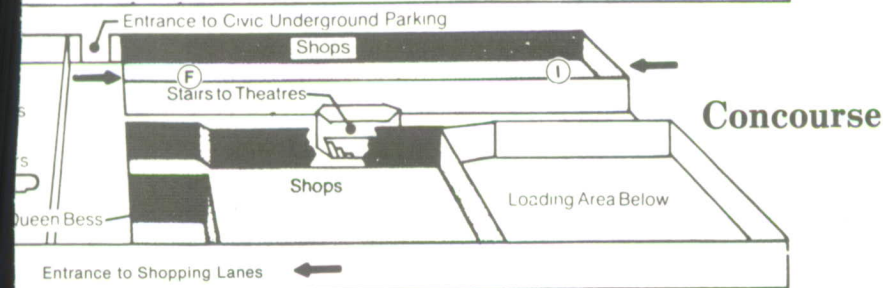 Entrance to Civic Underground Parking
Shops
F
I
Stairs to Theatres
Concourse
Shops
Loading Area Below
Queen Bess
Entrance to Shopping Lanes